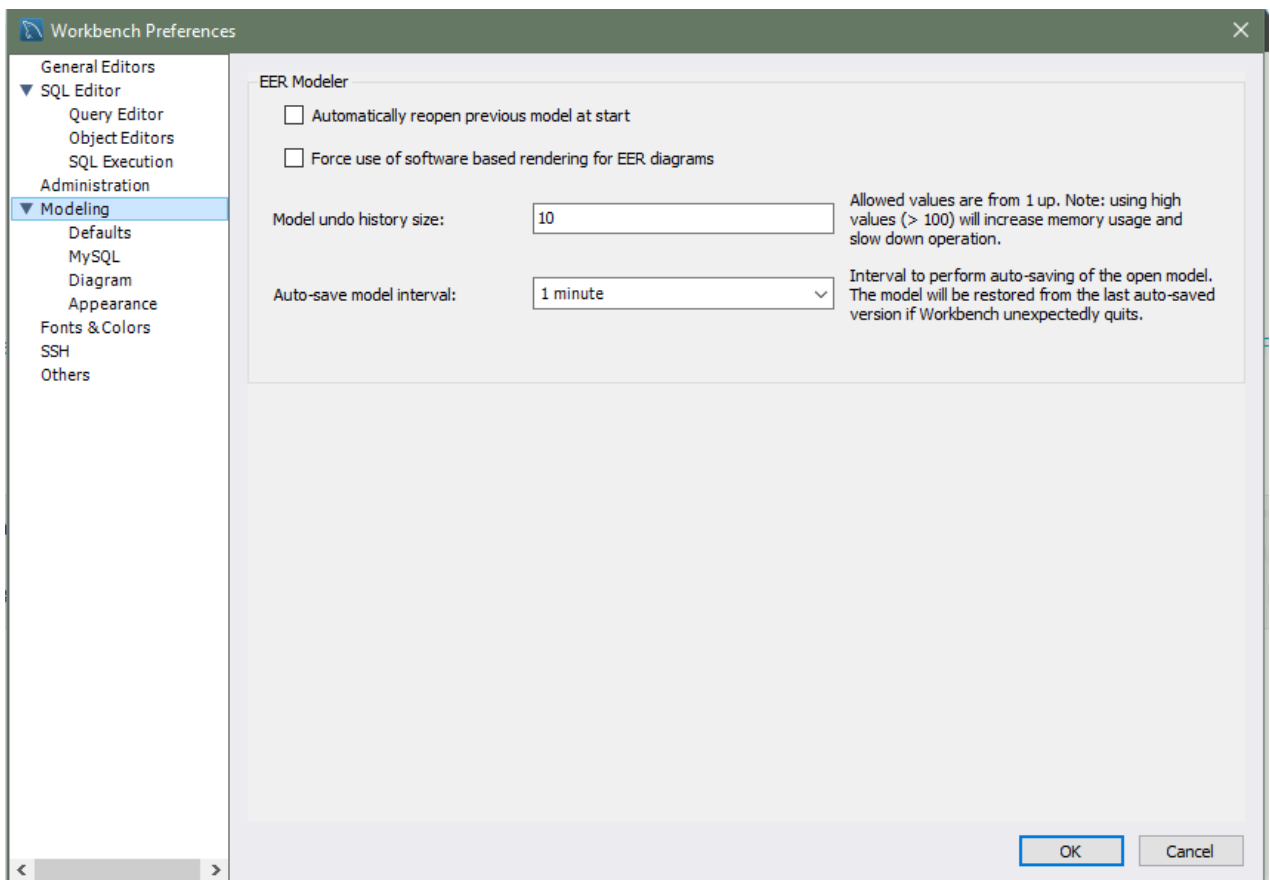 Workbench Preferences
General Editors
SQL Editor
Query Editor
Object Editors
SQL Execution
Administration
Modeling
Defaults
MySQL
Diagram
Appearance
Fonts & Colors
SSH
Others
EER Modeler
Automatically reopen previous model at start
Force use of software based rendering for EER diagrams
Model undo history size:
10
Allowed values are from 1 up. Note: using high
values (> 100) will increase memory usage and
slow down operation.
Auto-save model interval:
1 minute
Interval to perform auto-saving of the open model.
The model will be restored from the last auto-saved
version if Workbench unexpectedly quits.
OK
Cancel